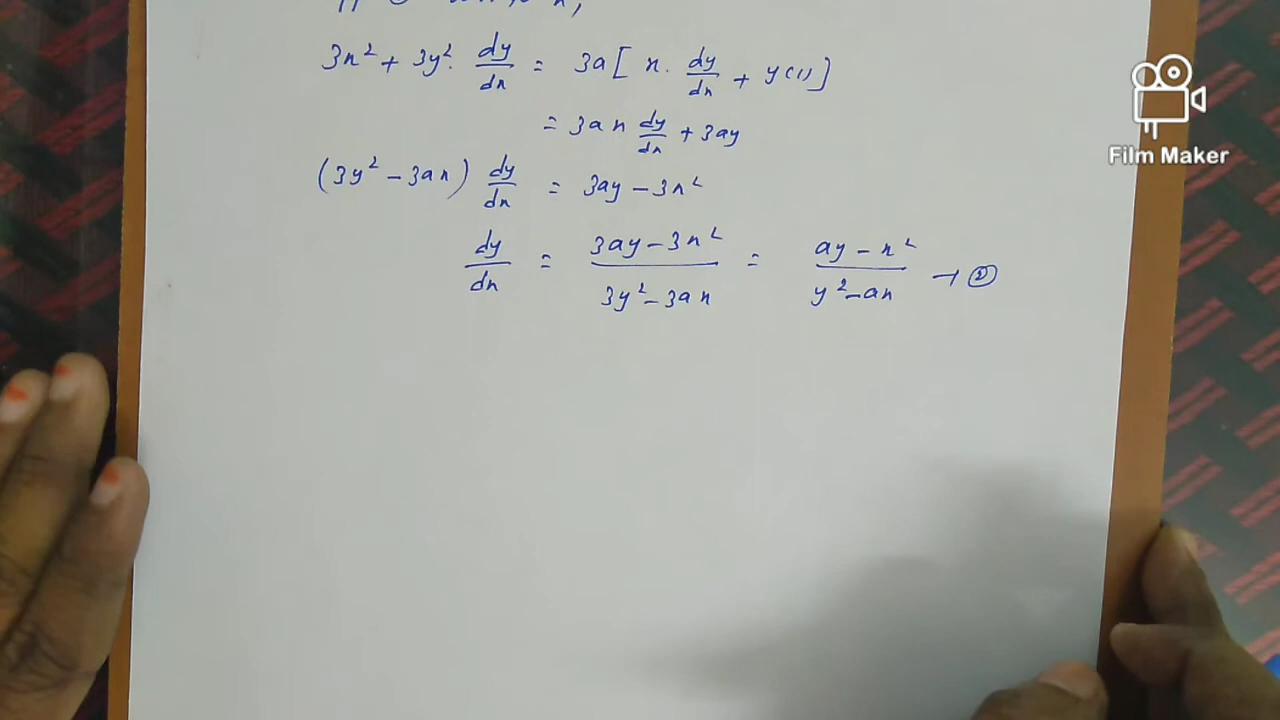 3x² + 3y². dy/dx = 3a[ x. dy/dx + y(1)]
= 3ax dy/dx + 3ay
(3y² – 3ax) dy/dx = 3ay – 3x²
dy/dx = 3ay – 3x² / 3y² – 3ax = ay – x² / y² – ax → ②
Film Maker